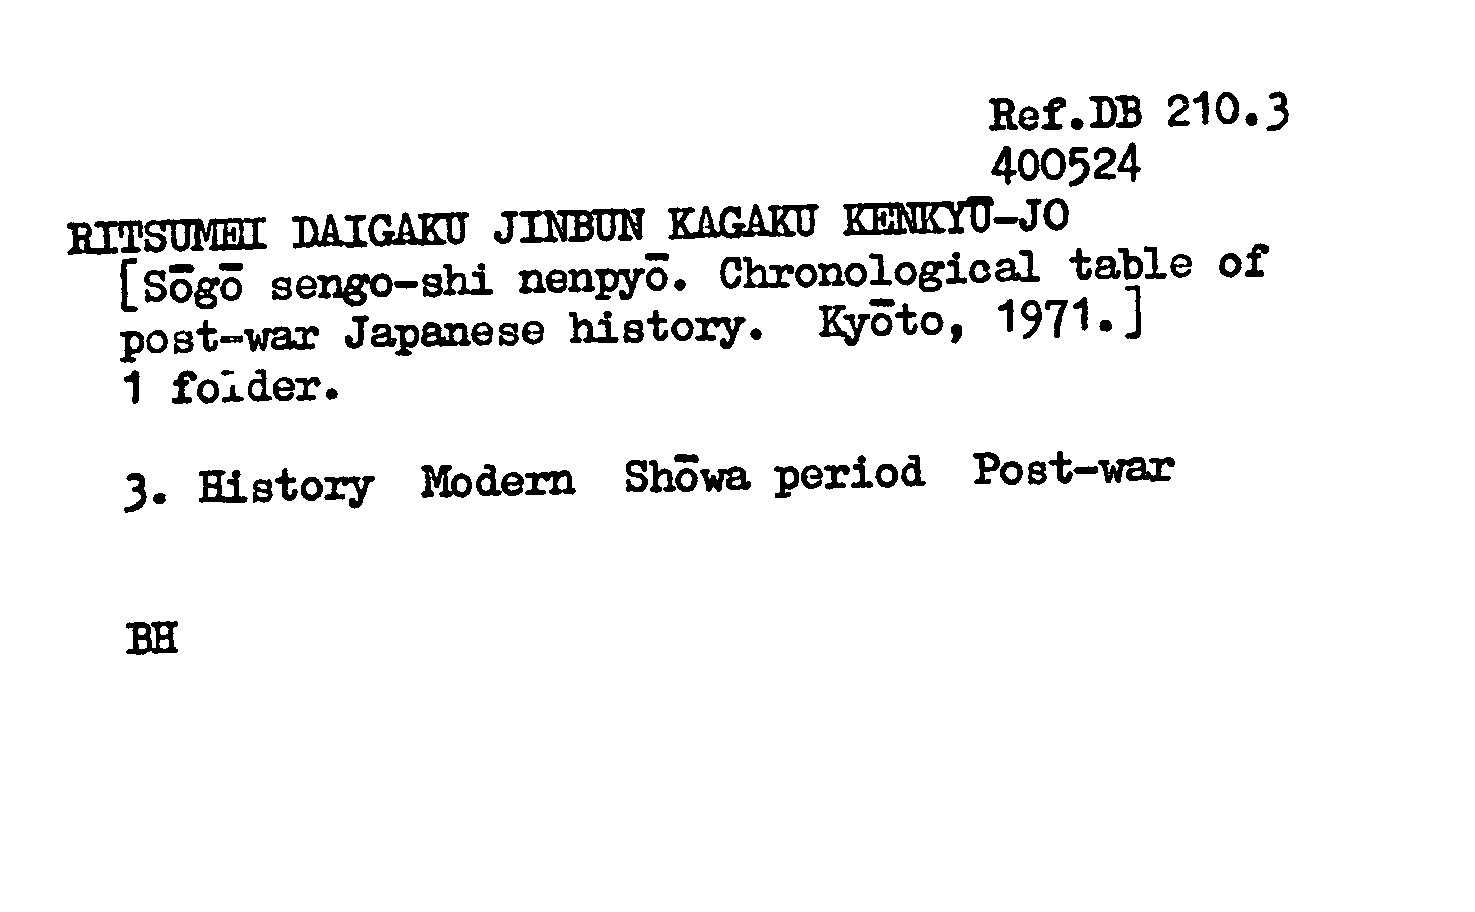 Ref.DB 210.3
400524
RITSUMEI DAIGAKU JINBUN KAGAKU KENKYŪ-JO
[Sōgō sengo-shi nenpyō. Chronological table of
post-war Japanese history. Kyōto, 1971.]
1 folder.
3. History Modern Shōwa period Post-war
BH